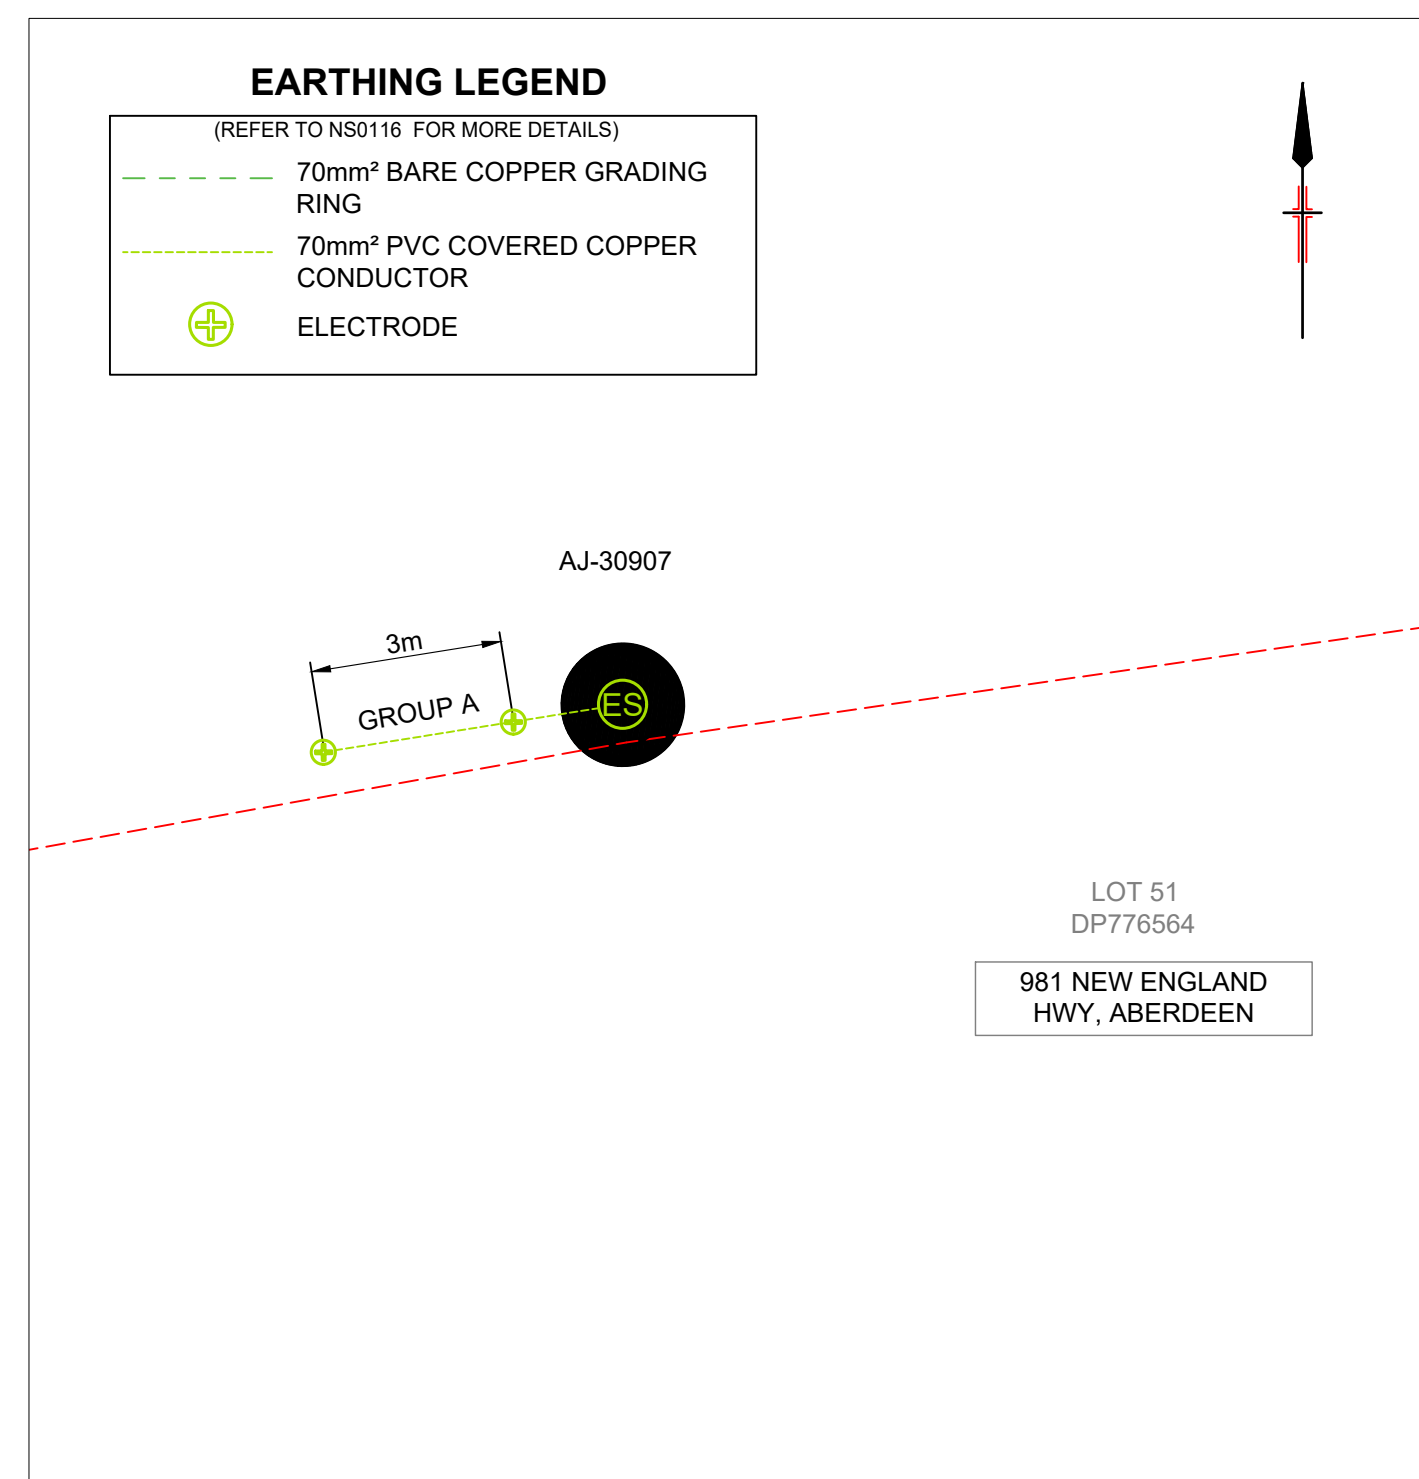 EARTHING LEGEND
(REFER TO NS0116 FOR MORE DETAILS)
70mm² BARE COPPER GRADING
RING
70mm² PVC COVERED COPPER
CONDUCTOR
ELECTRODE
AJ-30907
3m
GROUP A
ES
LOT 51
DP776564
981 NEW ENGLAND
HWY, ABERDEEN